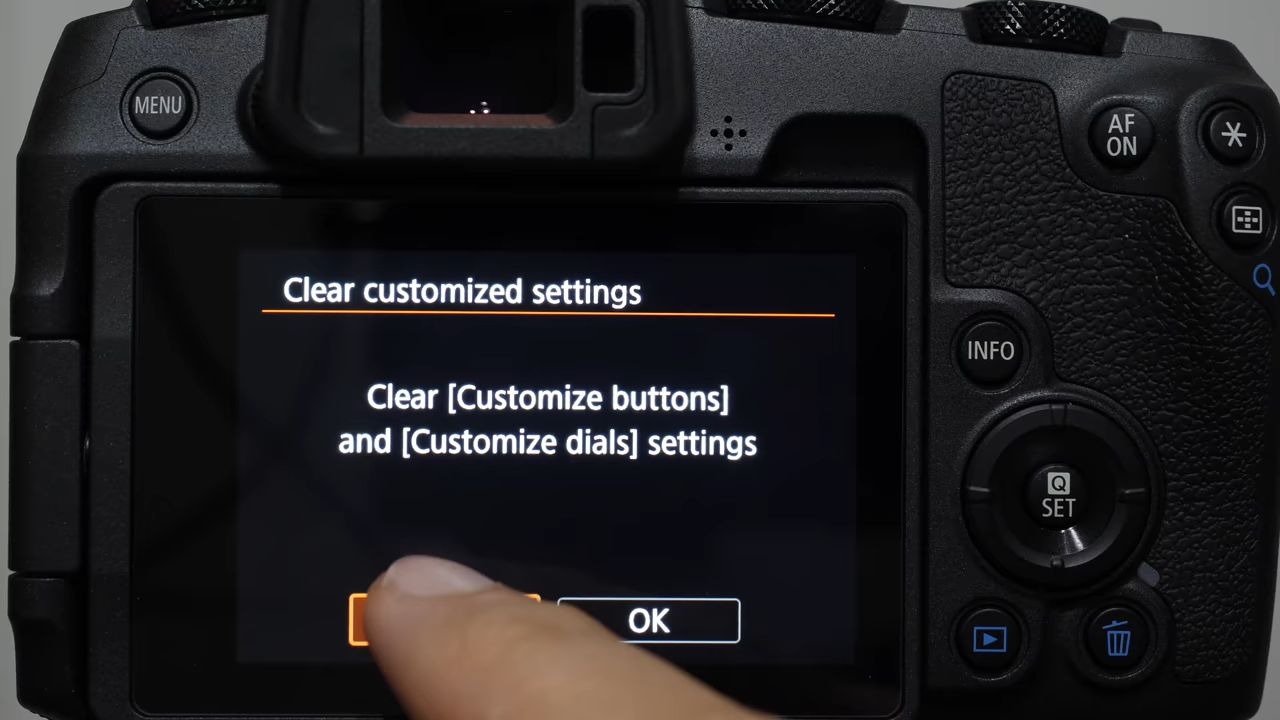 MENU
AF
ON
Clear customized settings
INFO
Clear [Customize buttons]
and [Customize dials] settings
Q
SET
OK